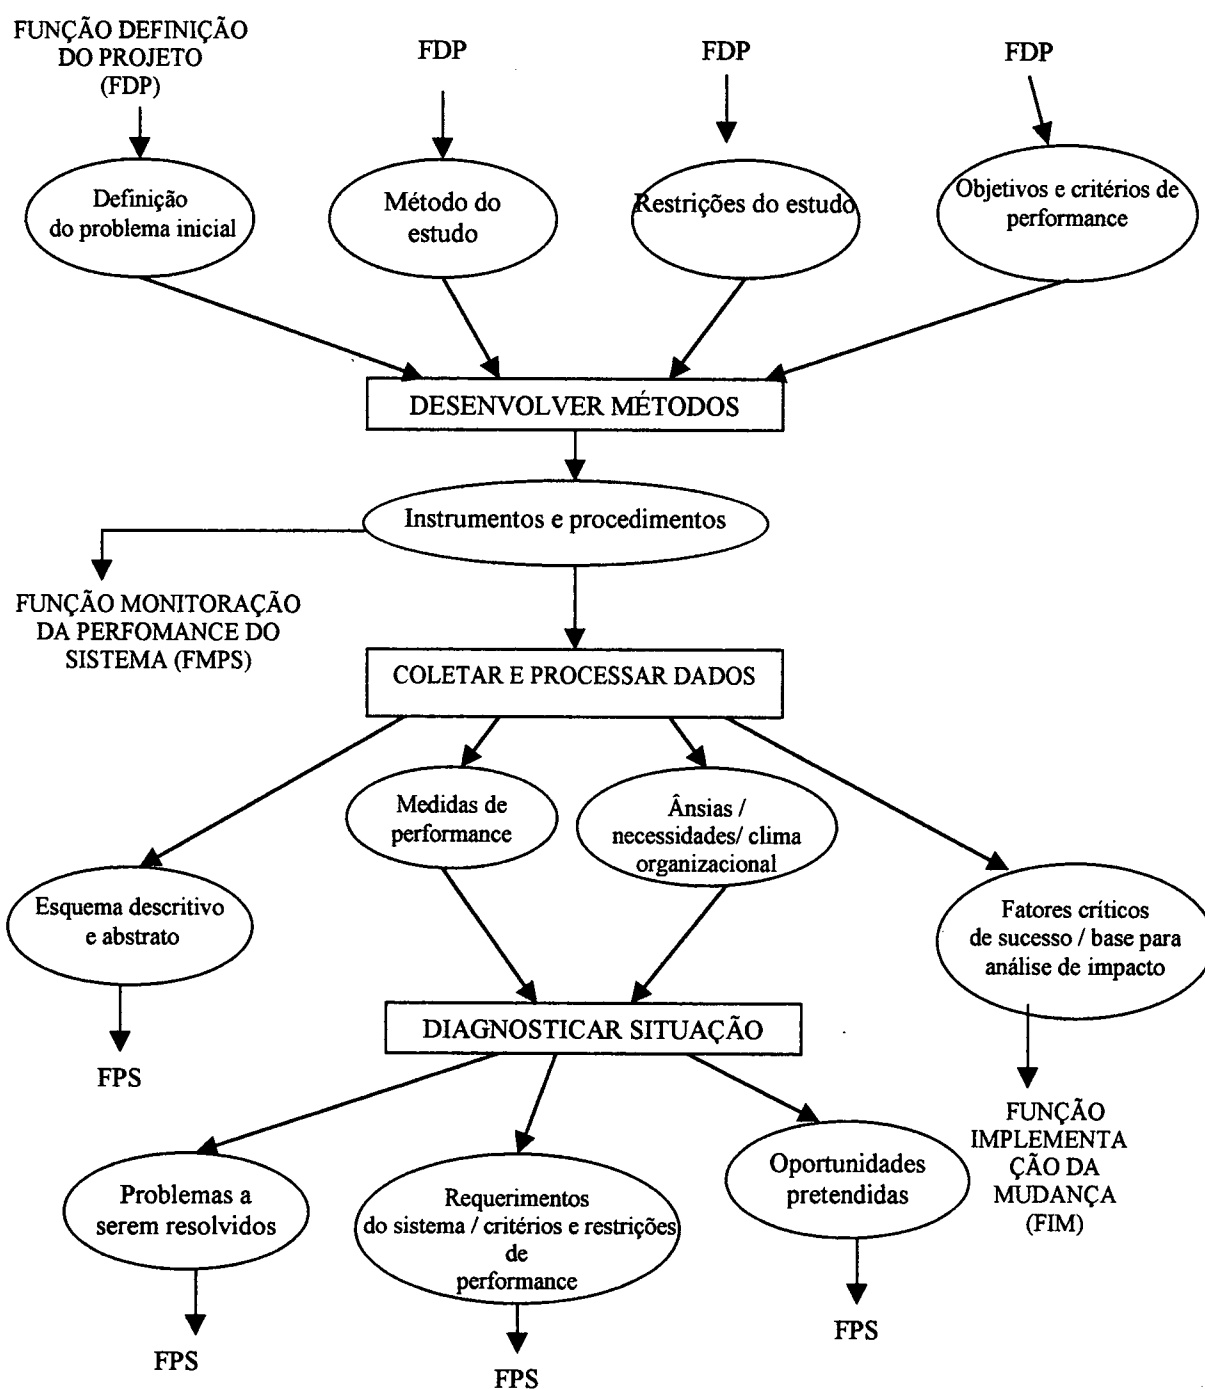 FUNÇÃO DEFINIÇÃO
DO PROJETO
(FDP)
FDP
FDP
FDP
Definição
do problema inicial
Método do
estudo
Restrições do estudo
Objetivos e critérios de
performance
DESENVOLVER MÉTODOS
Instrumentos e procedimentos
FUNÇÃO MONITORAÇÃO
DA PERFOMANCE DO
SISTEMA (FMPS)
COLETAR E PROCESSAR DADOS
Medidas de
performance
Ânsias /
necessidades/ clima
organizacional
Esquema descritivo
e abstrato
Fatores críticos
de sucesso / base para
análise de impacto
DIAGNOSTICAR SITUAÇÃO
FPS
FUNÇÃO
IMPLEMENTA
ÇÃO DA
MUDANÇA
(FIM)
Problemas a
serem resolvidos
Requerimentos
do sistema / critérios e restrições
de
performance
Oportunidades
pretendidas
FPS
FPS
FPS